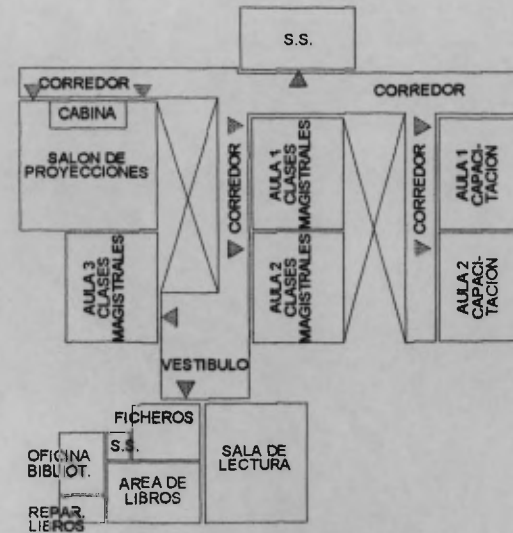 S.S.
CORREDOR
CORREDOR
CABINA
SALON DE
PROYECCIONES
CORREDOR
AULA 1
CLASES
MAGISTRALES
CORREDOR
AULA 1
CAPACI-
TACION
AULA 3
CLASES
MAGISTRALES
AULA 2
CLASES
MAGISTRALES
AULA 2
CAPACI-
TACION
VESTIBULO
FICHEROS
S.S.
OFICINA
BIBLIOT.
SALA DE
LECTURA
AREA DE
LIBROS
REPAR.
LIBROS